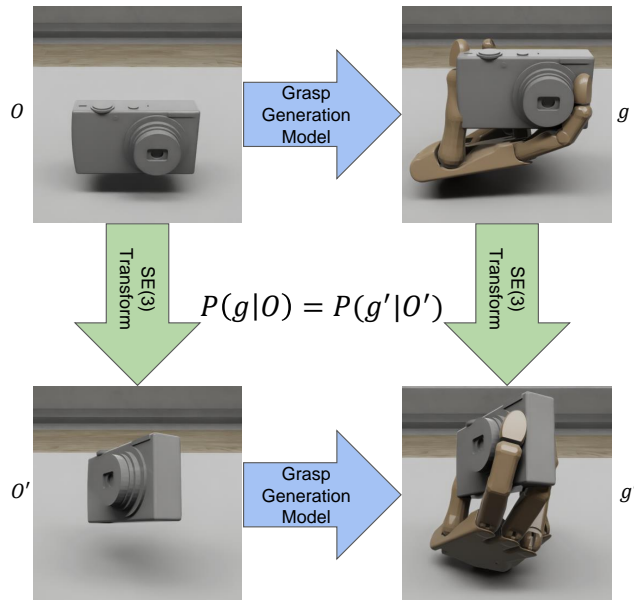 O
Grasp
Generation
Model
g
SE(3)
Transform
SE(3)
Transform
P(g|O) = P(g′|O′)
O′
Grasp
Generation
Model
g′